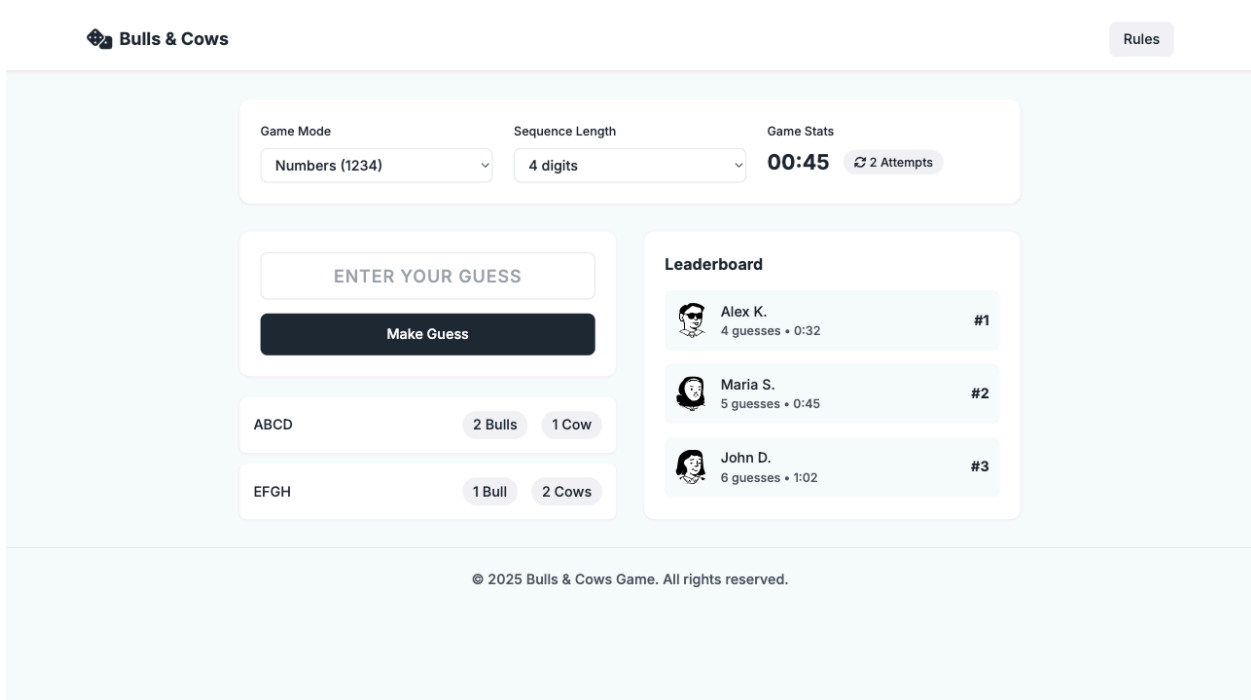 Bulls & Cows
Rules
Game Mode
Sequence Length
Game Stats
Numbers (1234)
4 digits
00:45
2 Attempts
ENTER YOUR GUESS
Make Guess
ABCD
2 Bulls
1 Cow
EFGH
1 Bull
2 Cows
Leaderboard
Alex K.
4 guesses • 0:32
#1
Maria S.
5 guesses • 0:45
#2
John D.
6 guesses • 1:02
#3
© 2025 Bulls & Cows Game. All rights reserved.